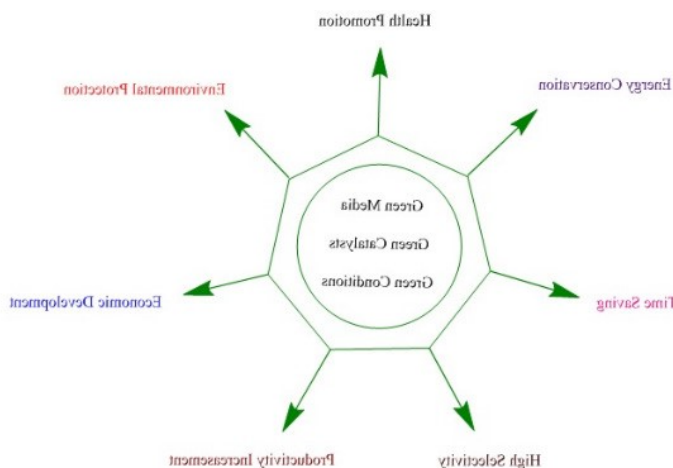 Health Promotion
Environmental Protection
Energy Conservation
Green Media
Green Catalysts
Green Conditions
Economic Development
Time Saving
Productivity Increasement
High Selectivity